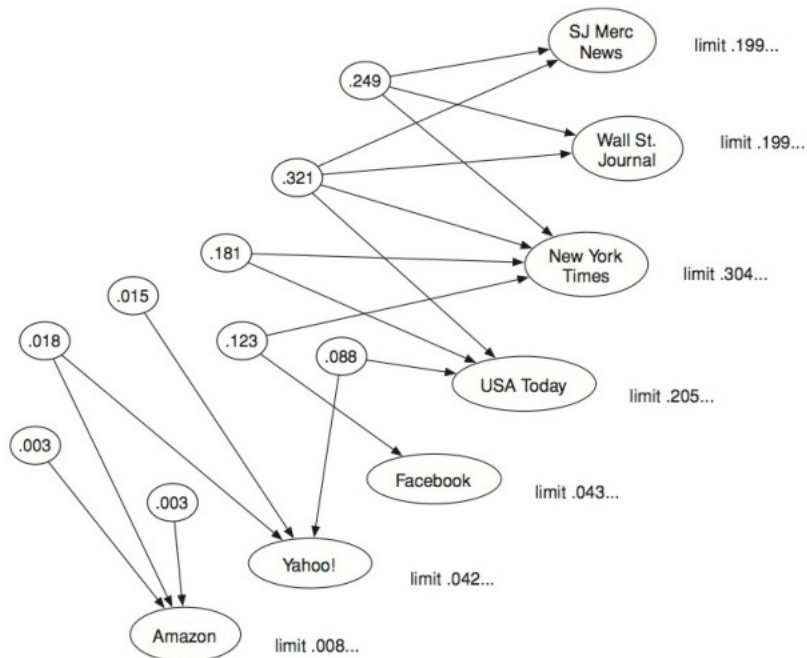 SJ Merc
News
limit .199...
.249
Wall St.
Journal
limit .199...
.321
.181
New York
Times
limit .304...
.015
.018
.123
.088
USA Today
limit .205...
.003
Facebook
limit .043...
.003
Yahoo!
limit .042...
Amazon
limit .008...